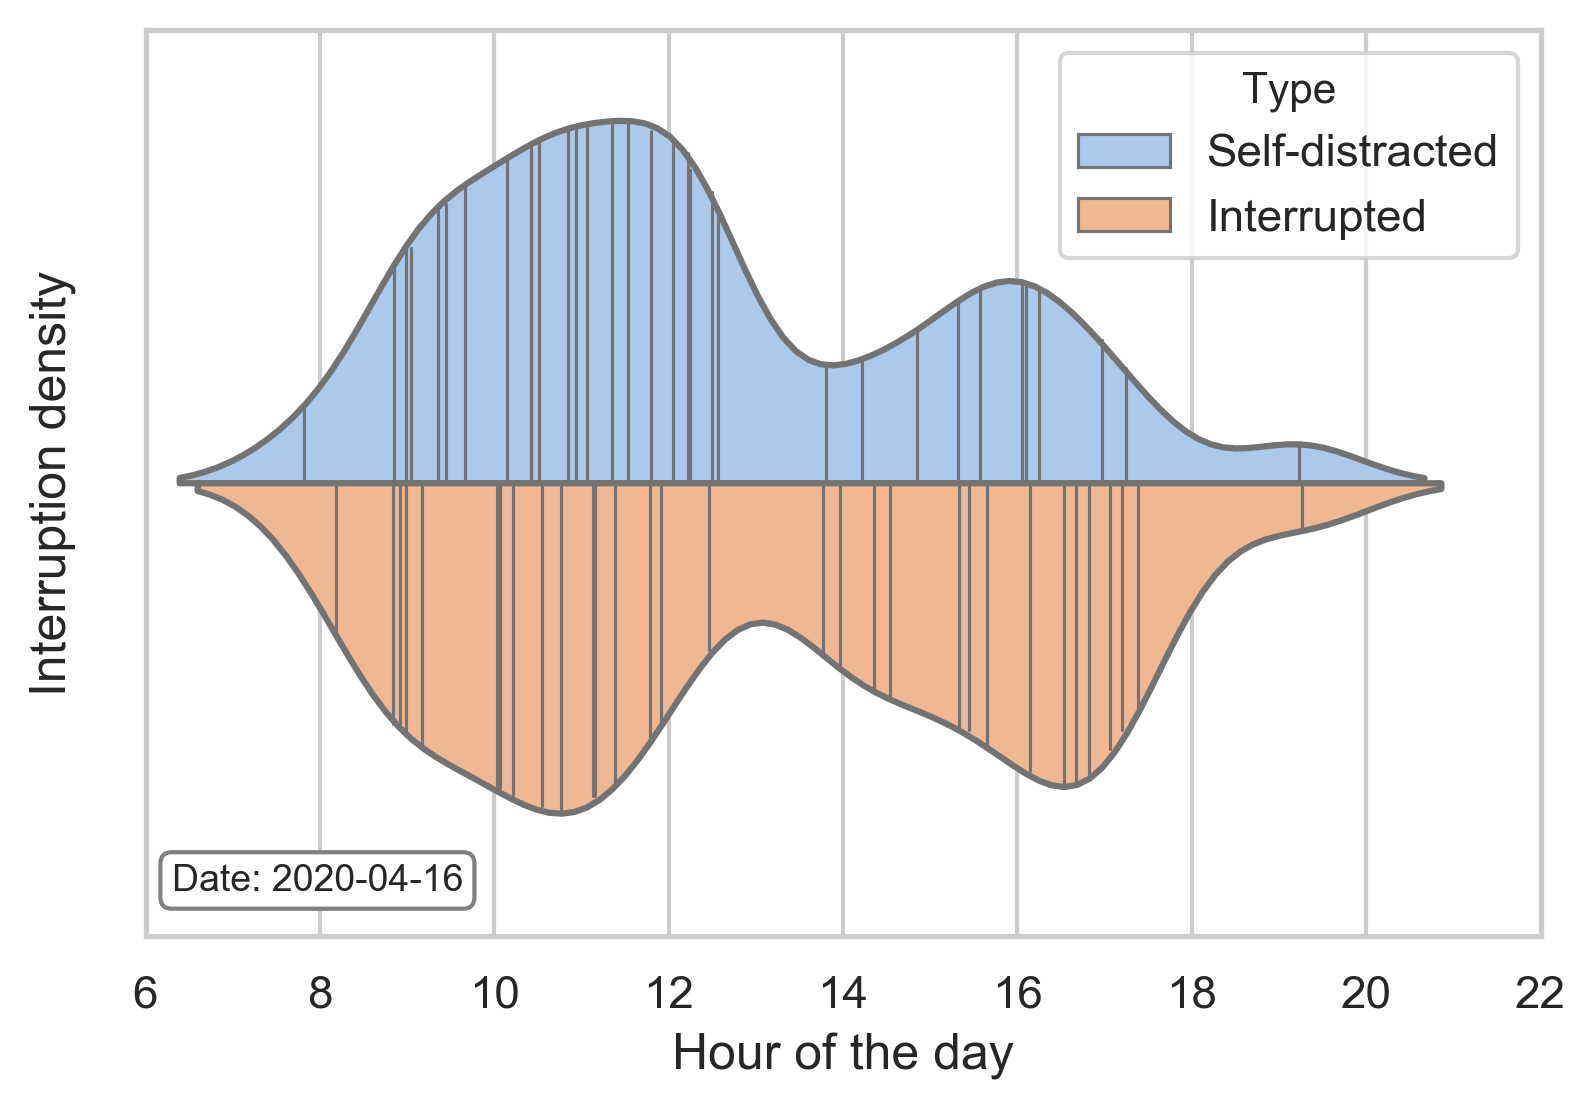 Type
Self-distracted
Interrupted
Interruption density
Date: 2020-04-16
6 8 10 12 14 16 18 20 22
Hour of the day